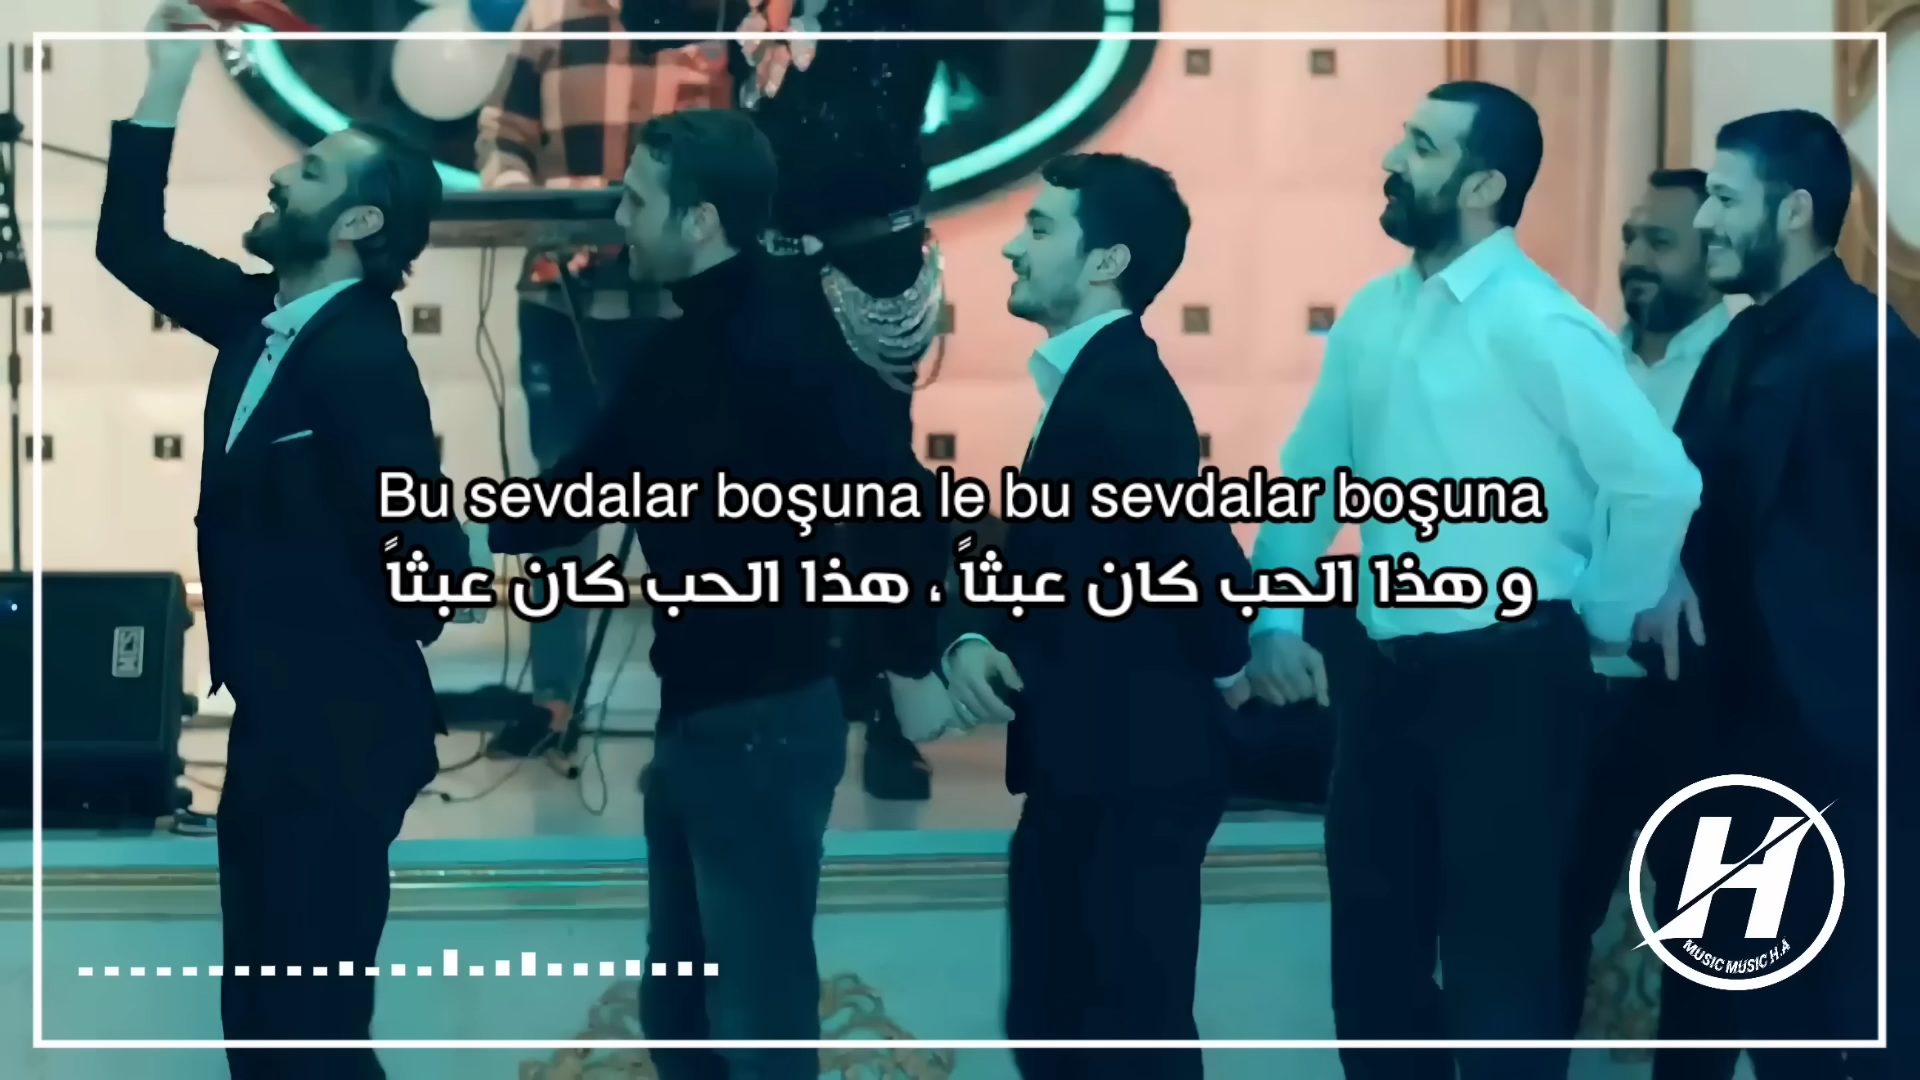 Bu sevdalar boşuna le bu sevdalar boşuna
و هذا الحب كان عبثاً ، هذا الحب كان عبثاً
H
MUSIC MUSIC H.A